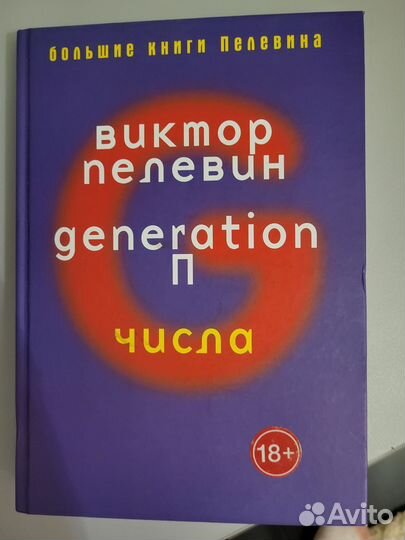 большие книги Пелевина
виктор
пелевин
generation
п
числа
18+
Avito